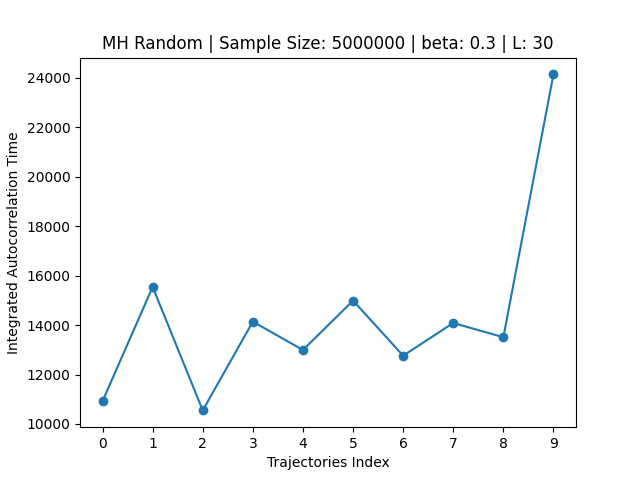 MH Random | Sample Size: 5000000 | beta: 0.3 | L: 30
Integrated Autocorrelation Time
24000
22000
20000
18000
16000
14000
12000
10000
0 1 2 3 4 5 6 7 8 9
Trajectories Index